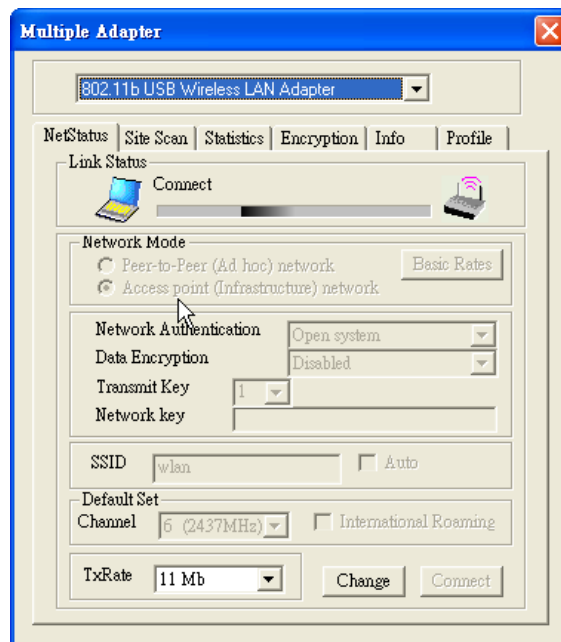 Multiple Adapter
802.11b USB Wireless LAN Adapter
NetStatus Site Scan Statistics Encryption Info Profile
Link Status
Connect
Network Mode
Peer-to-Peer (Ad hoc) network Basic Rates
Access point (Infrastructure) network
Network Authentication Open system
Data Encryption Disabled
Transmit Key 1
Network key
SSID wlan Auto
Default Set
Channel 6 (2437MHz) International Roaming
TxRate 11 Mb Change Connect